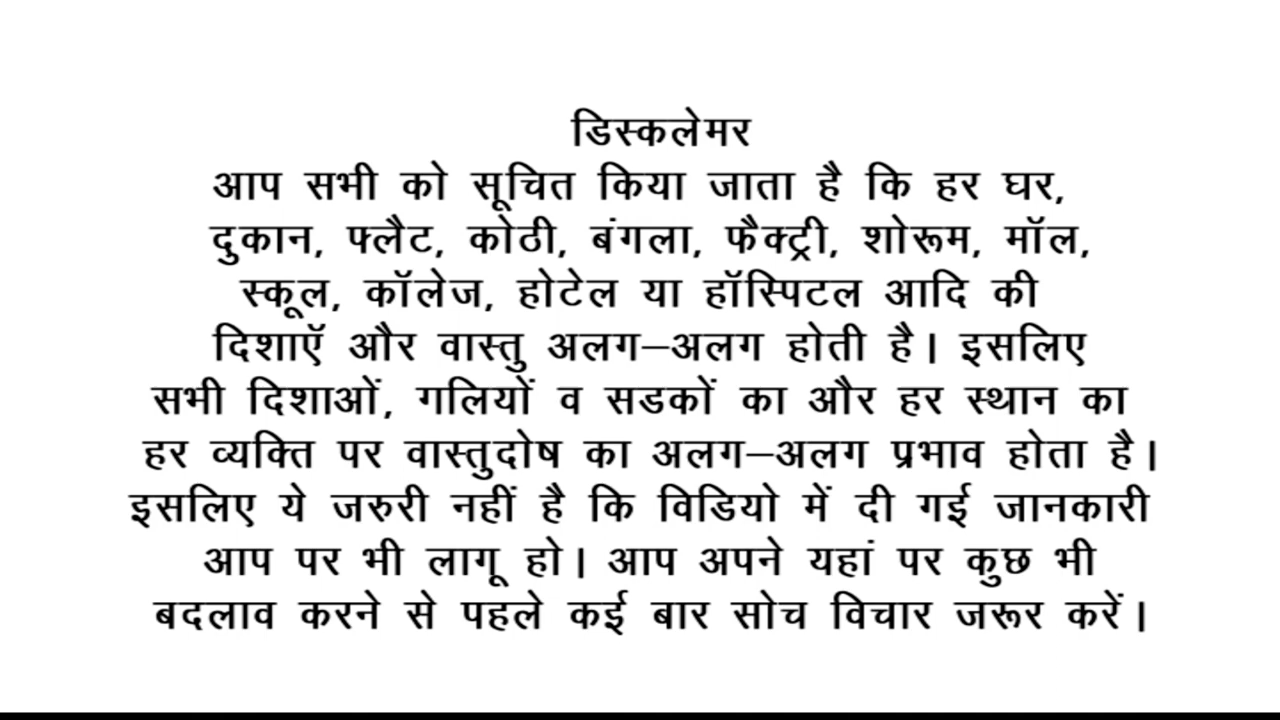 डिस्कलेमर
आप सभी को सूचित किया जाता है कि हर घर,
दुकान, फ्लैट, कोठी, बंगला, फैक्ट्री, शोरूम, मॉल,
स्कूल, कॉलेज, होटेल या हॉस्पिटल आदि की
दिशाऍ और वास्तु अलग–अलग होती है। इसलिए
सभी दिशाओं, गलियों व सडकों का और हर स्थान का
हर व्यक्ति पर वास्तुदोष का अलग–अलग प्रभाव होता है।
इसलिए ये जरुरी नहीं है कि विडियो में दी गई जानकारी
आप पर भी लागू हो। आप अपने यहां पर कुछ भी
बदलाव करने से पहले कई बार सोच विचार जरूर करें।